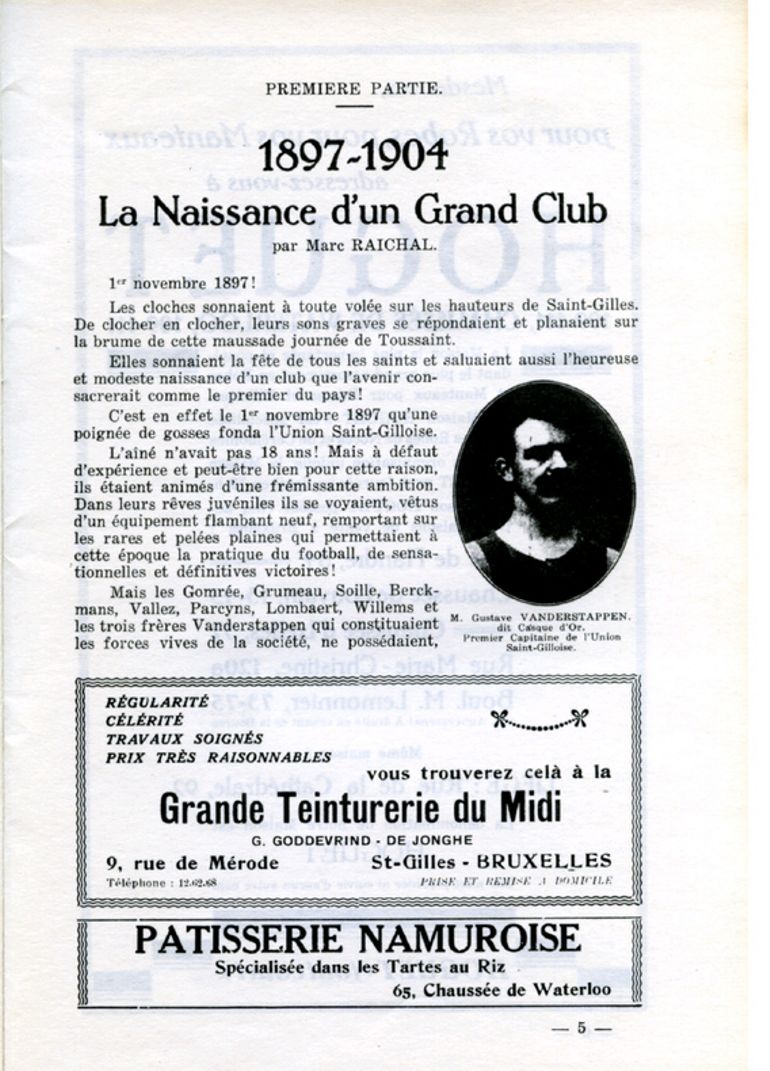 PREMIERE PARTIE.
1897-1904
La Naissance d'un Grand Club
par Marc RAICHAL.
1er novembre 1897!
Les cloches sonnaient à toute volée sur les hauteurs de Saint-Gilles.
De clocher en clocher, leurs sons graves se répondaient et planaient sur
la brume de cette maussade journée de Toussaint.
Elles sonnaient la fête de tous les saints et saluaient aussi l'heureuse
et modeste naissance d'un club que l'avenir con-
sacrerait comme le premier du pays!
C'est en effet le 1er novembre 1897 qu'une
poignée de gosses fonda l'Union Saint-Gilloise.
L'aîné n'avait pas 18 ans! Mais à défaut
d'expérience et peut-être bien pour cette raison,
ils étaient animés d'une frémissante ambition.
Dans leurs rêves juvéniles ils se voyaient, vêtus
d'un équipement flambant neuf, remportant sur
les rares et pelées plaines qui permettaient à
cette époque la pratique du football, de sensa-
tionnelles et définitives victoires!
Mais les Gomrée, Grumeau, Soille, Berck-
mans, Vallez, Parcyns, Lombaert, Willems et
les trois frères Vanderstappen qui constituaient
les forces vives de la société, ne possédaient,
M. Gustave VANDERSTAPPEN.
dit Casque d'Or.
Premier Capitaine de l'Union
Saint-Gilloise.
RÉGULARITÉ
CÉLÉRITÉ
TRAVAUX SOIGNÉS
PRIX TRÈS RAISONNABLES
vous trouverez celà à la
Grande Teinturerie du Midi
G. GODDEVRIND - DE JONGHE
9, rue de Mérode St-Gilles - BRUXELLES
Téléphone : 12.62.68 PRISE ET REMISE A DOMICILE
PATISSERIE NAMUROISE
Spécialisée dans les Tartes au Riz
65, Chaussée de Waterloo
— 5 —